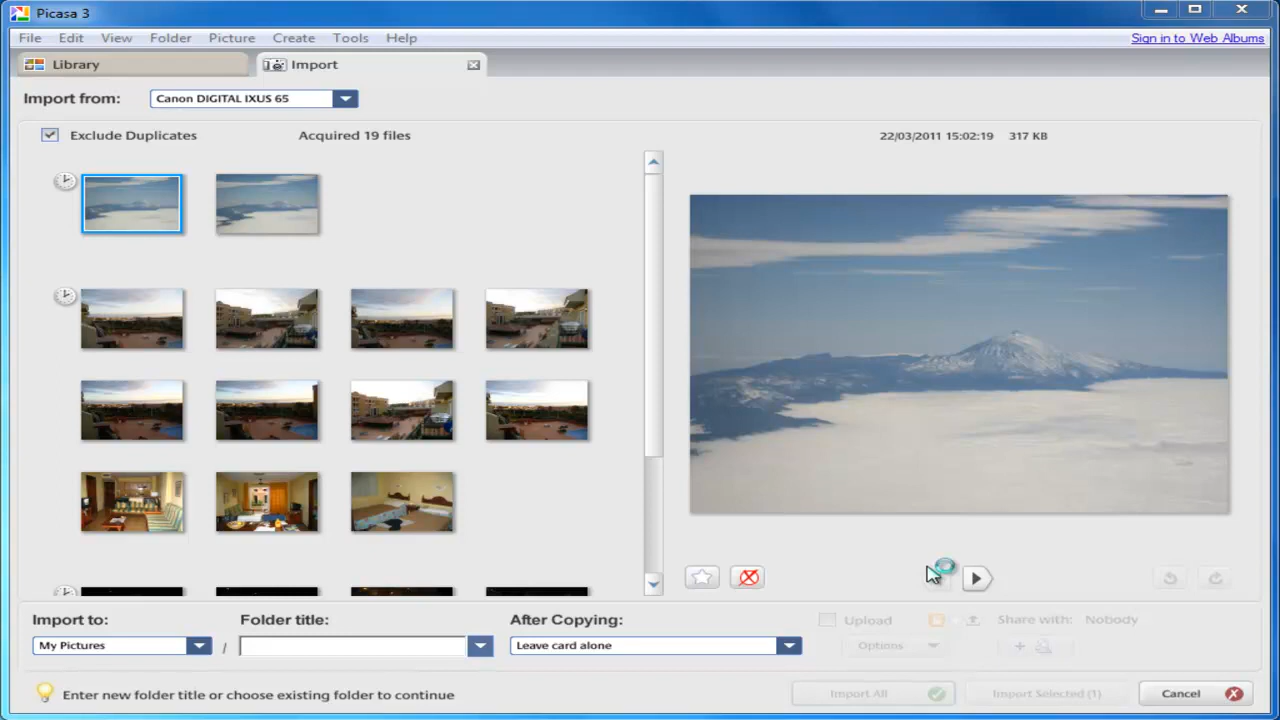 Picasa 3
File Edit View Folder Picture Create Tools Help Sign in to Web Albums
Library Import
Import from: Canon DIGITAL IXUS 65
Exclude Duplicates Acquired 19 files 22/03/2011 15:02:19 317 KB
Import to: Folder title: After Copying: Upload Share with: Nobody
My Pictures / Leave card alone Options
Enter new folder title or choose existing folder to continue Import All Import Selected (1) Cancel